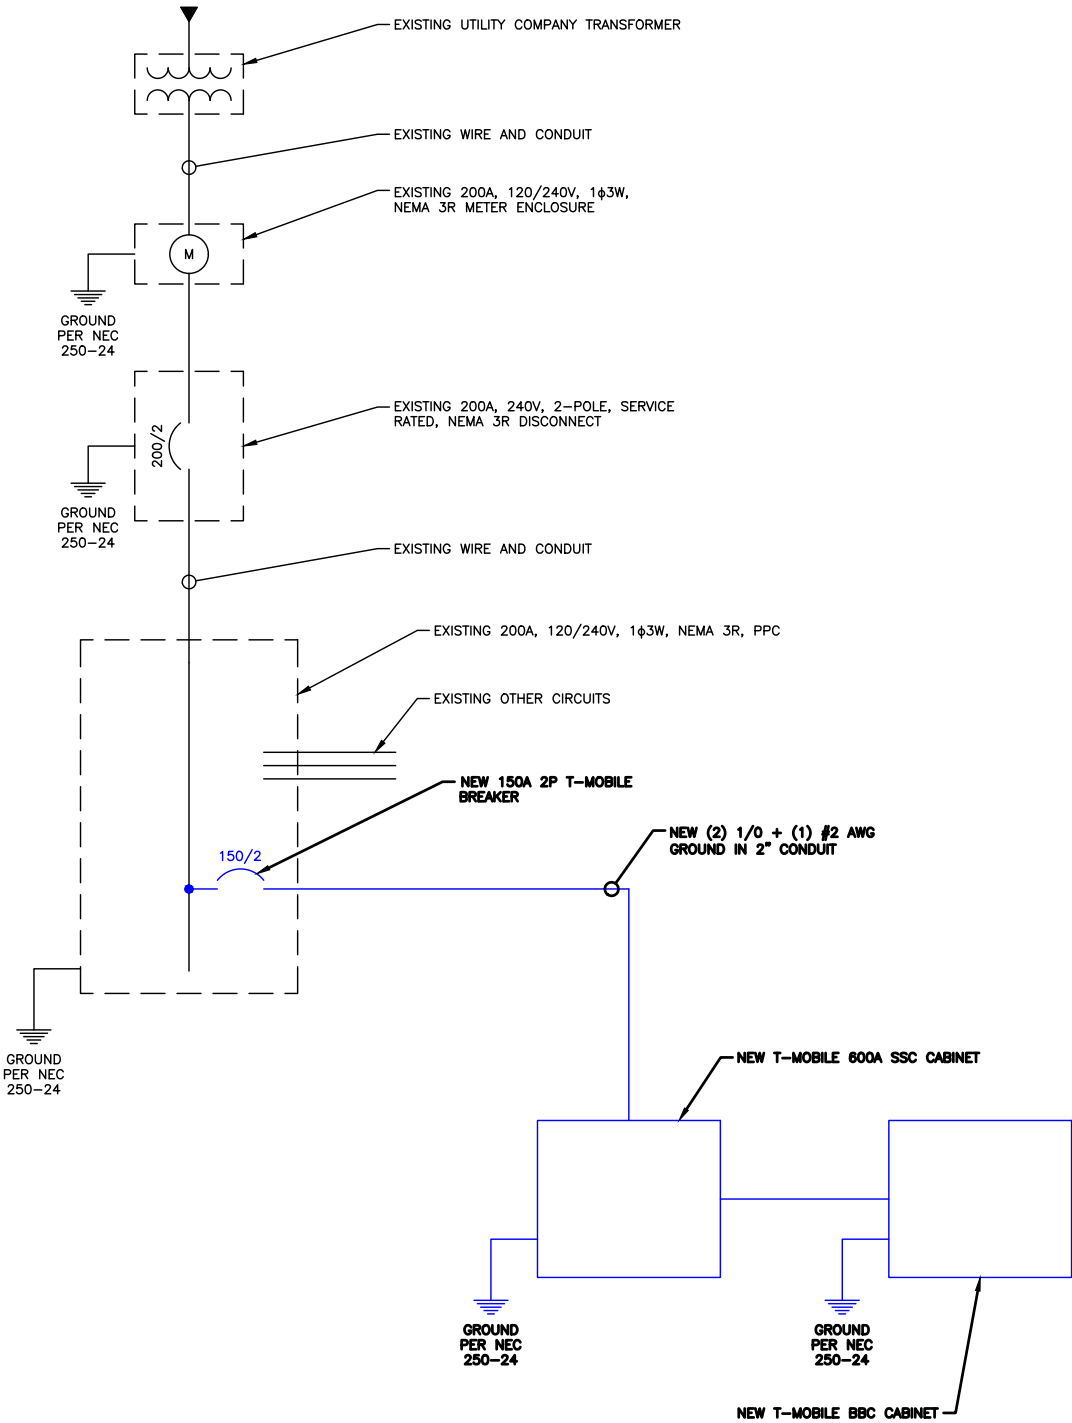 EXISTING UTILITY COMPANY TRANSFORMER
EXISTING WIRE AND CONDUIT
EXISTING 200A, 120/240V, 1ϕ3W,
NEMA 3R METER ENCLOSURE
M
GROUND
PER NEC
250-24
EXISTING 200A, 240V, 2-POLE, SERVICE
RATED, NEMA 3R DISCONNECT
200/2
GROUND
PER NEC
250-24
EXISTING WIRE AND CONDUIT
EXISTING 200A, 120/240V, 1ϕ3W, NEMA 3R, PPC
EXISTING OTHER CIRCUITS
NEW 150A 2P T-MOBILE
BREAKER
NEW (2) 1/0 + (1) #2 AWG
GROUND IN 2" CONDUIT
150/2
GROUND
PER NEC
250-24
NEW T-MOBILE 600A SSC CABINET
GROUND
PER NEC
250-24
GROUND
PER NEC
250-24
NEW T-MOBILE BBC CABINET